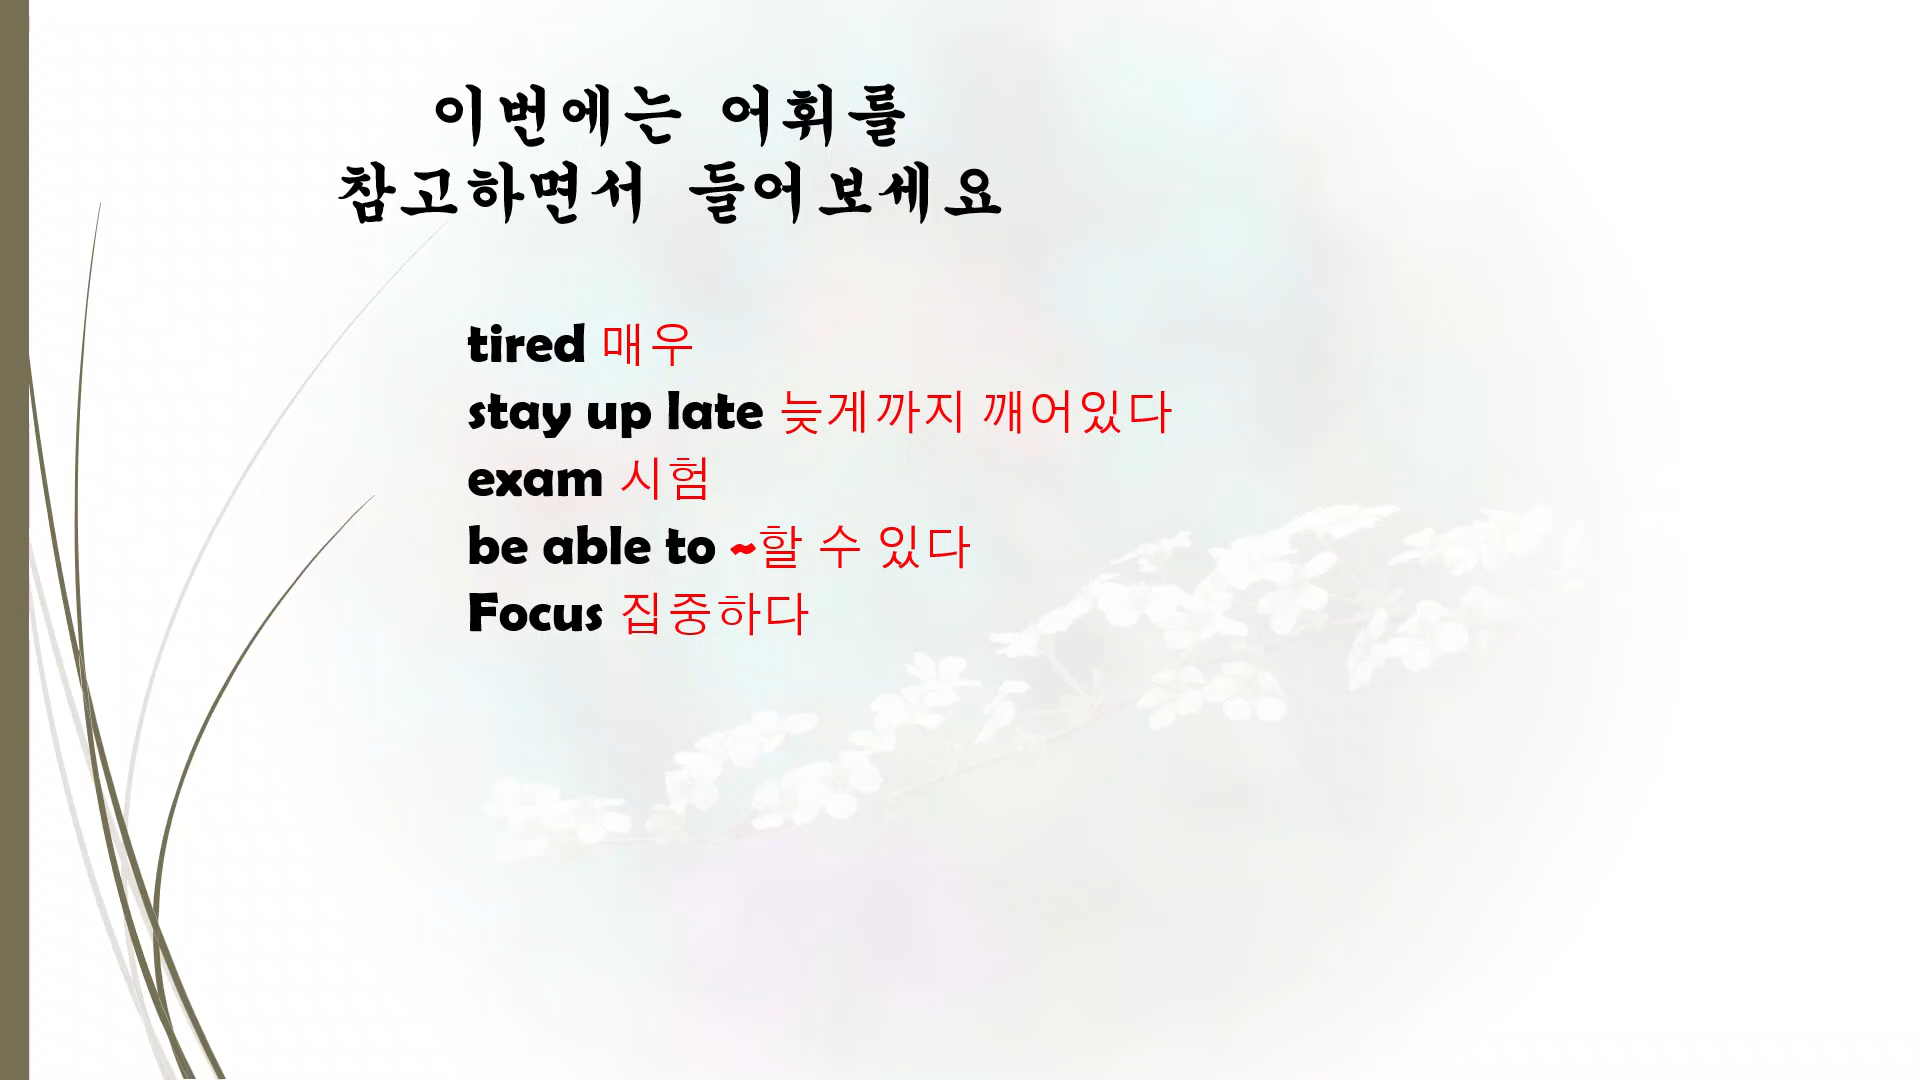 이번에는 어휘를
참고하면서 들어보세요
tired 매우
stay up late 늦게까지 깨어있다
exam 시험
be able to ~할 수 있다
Focus 집중하다